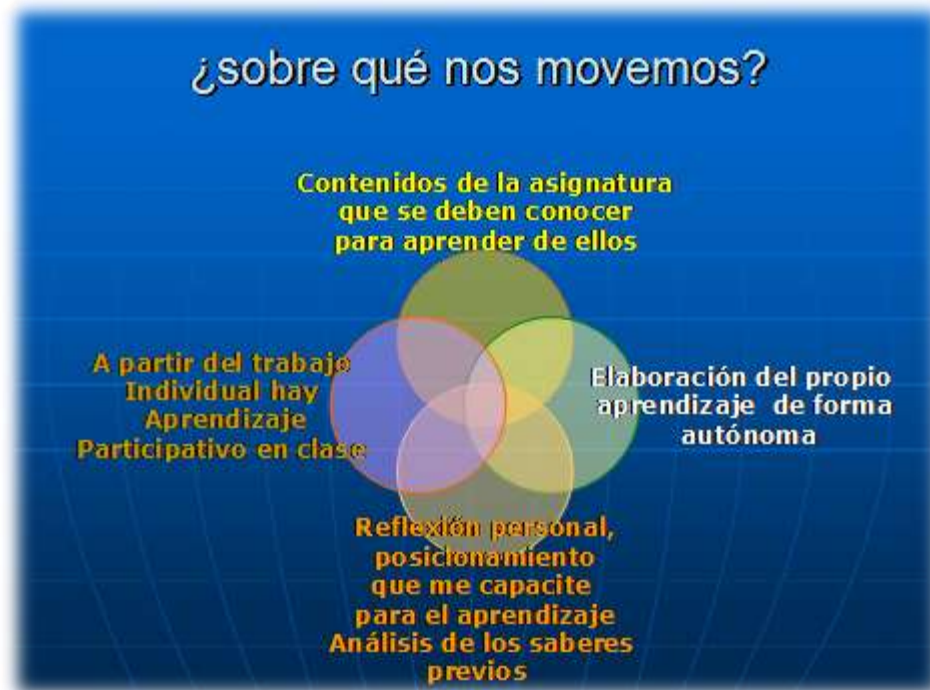 ¿sobre qué nos movemos?
Contenidos de la asignatura
que se deben conocer
para aprender de ellos
A partir del trabajo
Individual hay
Aprendizaje
Participativo en clase
Elaboración del propio
aprendizaje de forma
autónoma
Reflexión personal,
posicionamiento
que me capacite
para el aprendizaje
Análisis de los saberes
previos